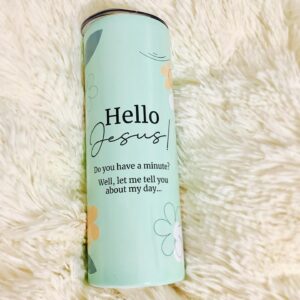 Hello
Jesus!
Do you have a minute?
Well, let me tell you
about my day...